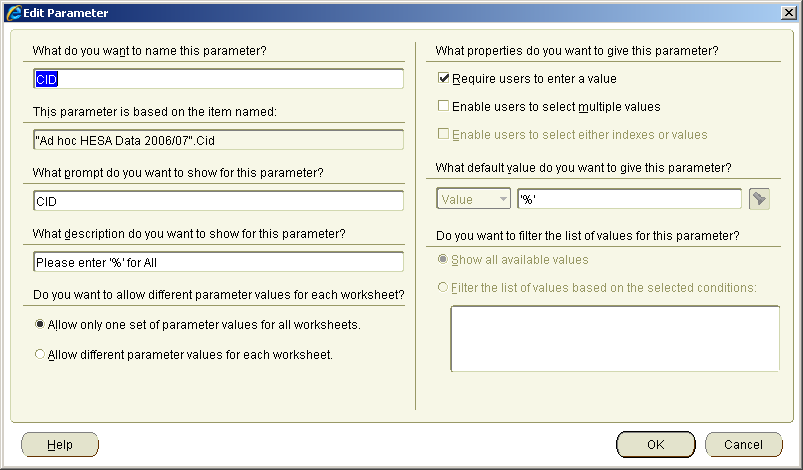 Edit Parameter
What do you want to name this parameter?
CID
This parameter is based on the item named:
"Ad hoc HESA Data 2006/07".Cid
What prompt do you want to show for this parameter?
CID
What description do you want to show for this parameter?
Please enter '%' for All
Do you want to allow different parameter values for each worksheet?
Allow only one set of parameter values for all worksheets.
Allow different parameter values for each worksheet.
What properties do you want to give this parameter?
Require users to enter a value
Enable users to select multiple values
Enable users to select either indexes or values
What default value do you want to give this parameter?
Value '%'
Do you want to filter the list of values for this parameter?
Show all available values
Filter the list of values based on the selected conditions:
Help OK Cancel